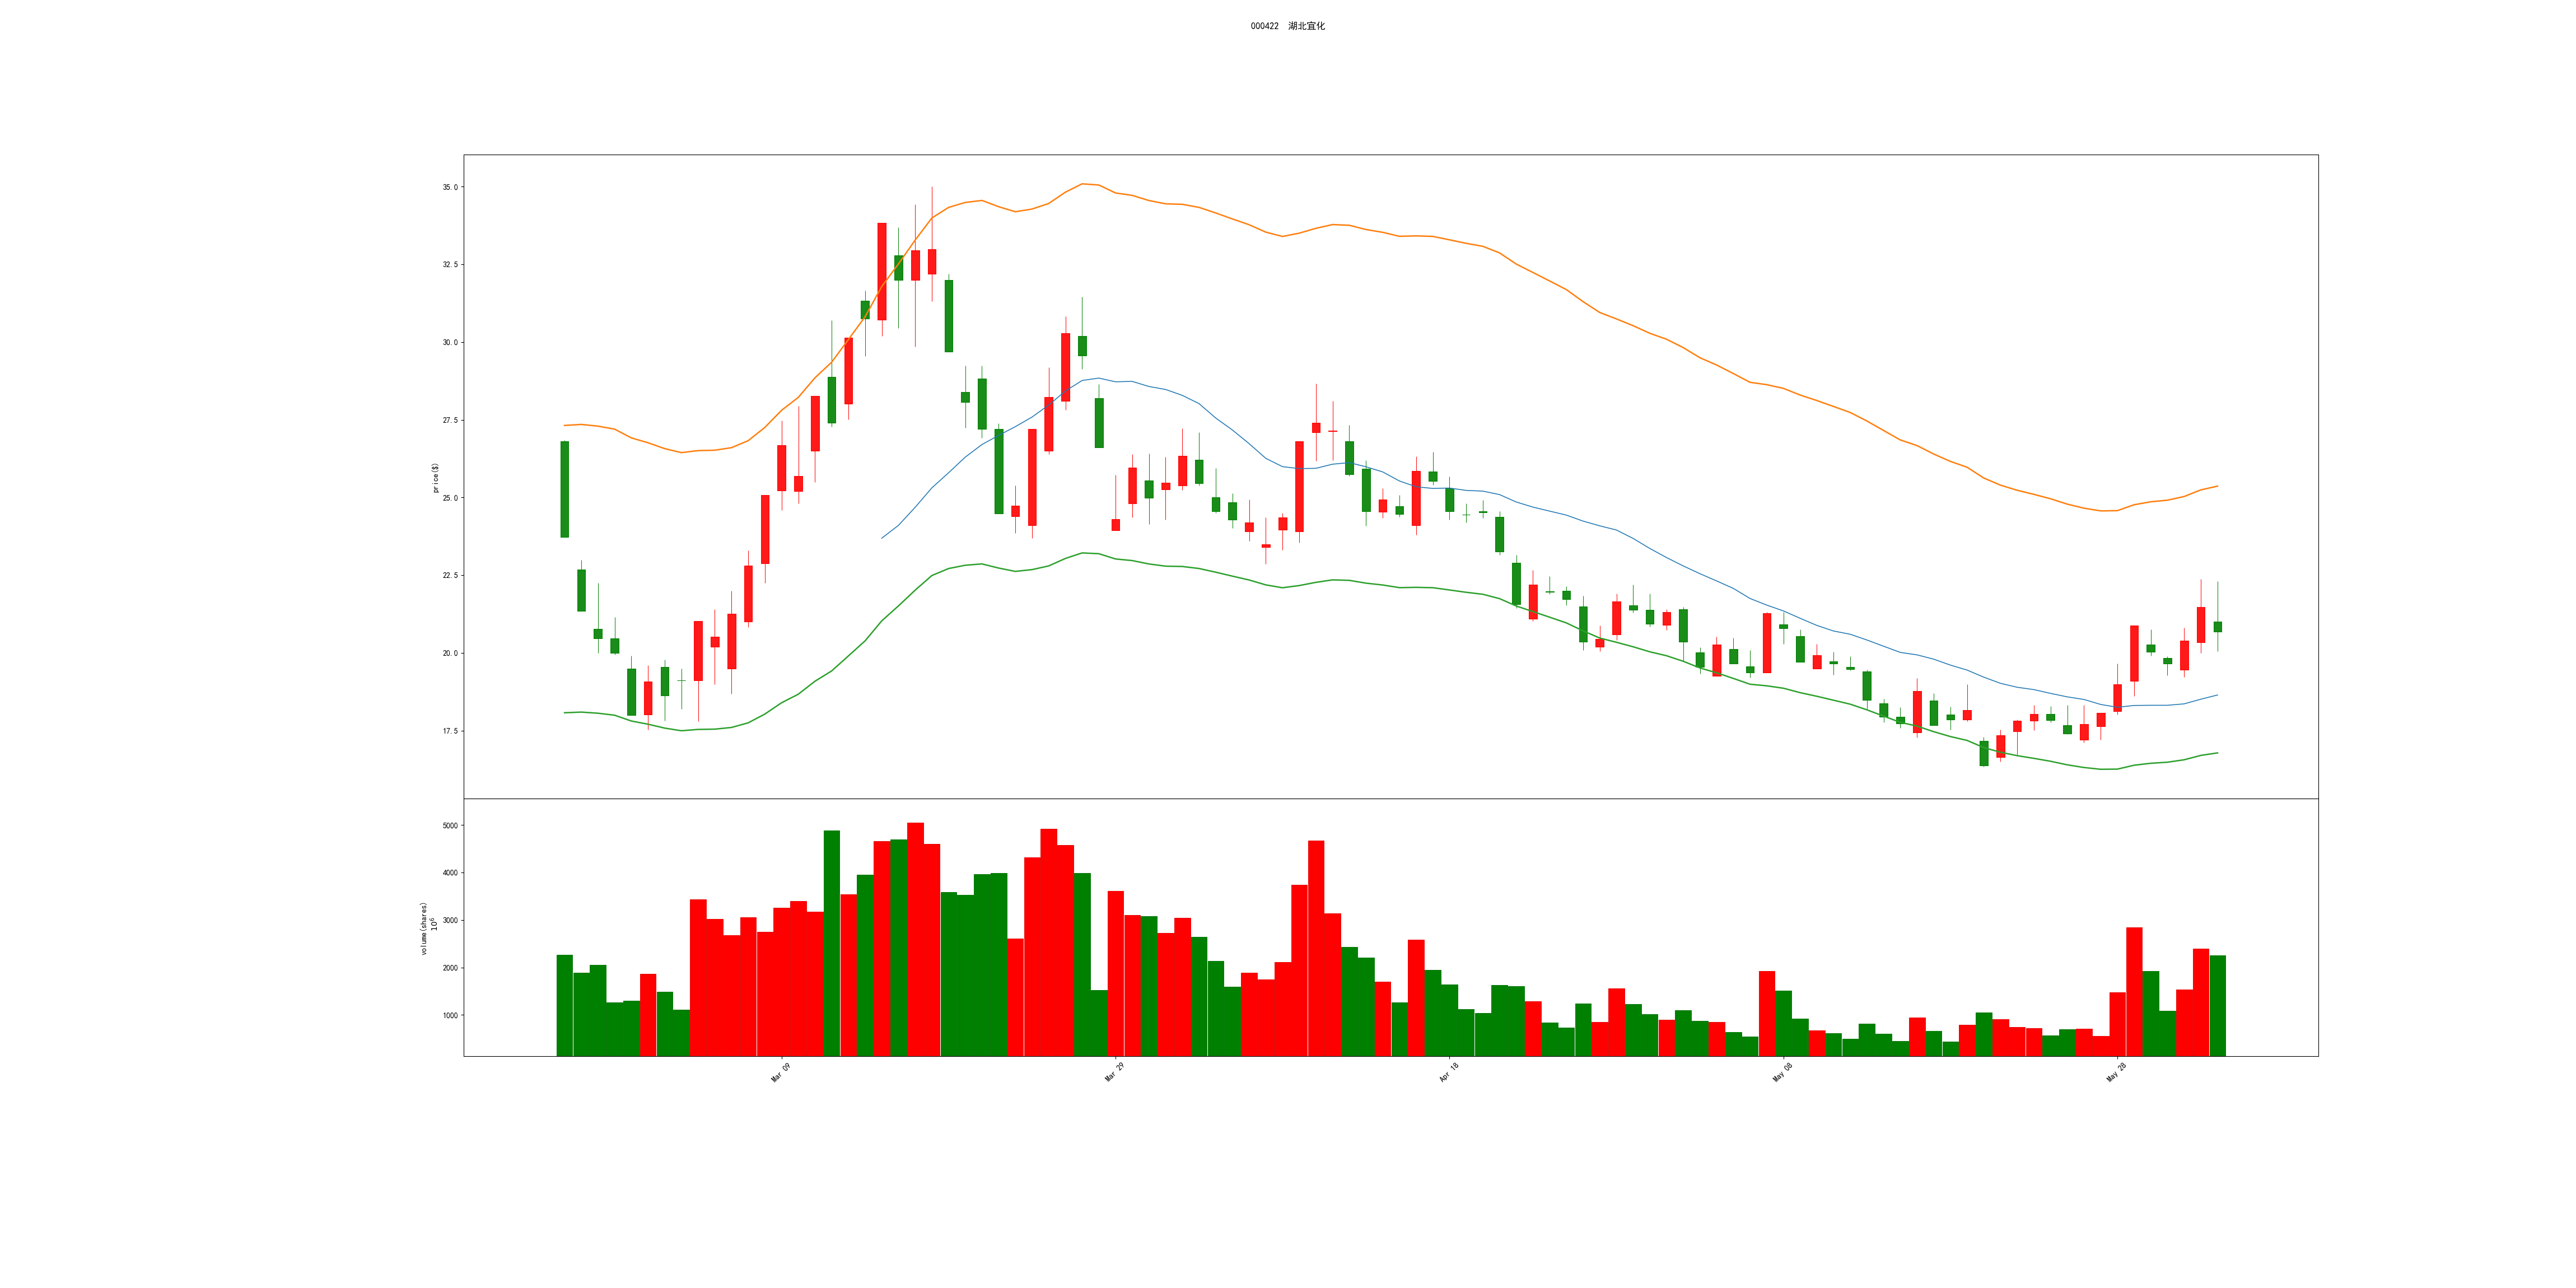 000422 湖北宜化
35.0
32.5
30.0
27.5
25.0
22.5
20.0
17.5
price($)
5000
4000
3000
2000
1000
volume(shares)
10^6
Mar 09
Mar 29
Apr 18
May 08
May 28